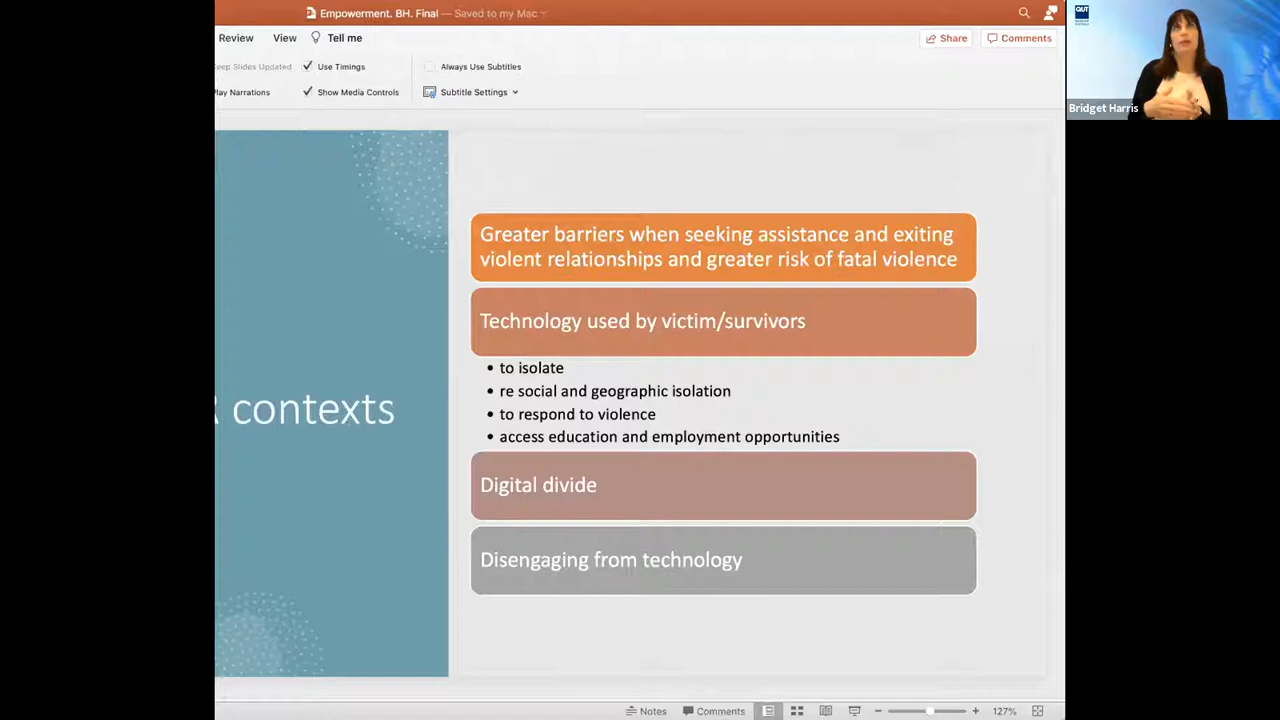 Empowerment. BH. Final — Saved to my Mac
Review
View
Tell me
Share
Comments
eep Slides Updated
Use Timings
Always Use Subtitles
lay Narrations
Show Media Controls
Subtitle Settings
QUT
Bridget Harris
contexts
Greater barriers when seeking assistance and exiting
violent relationships and greater risk of fatal violence
Technology used by victim/survivors
• to isolate
• re social and geographic isolation
• to respond to violence
• access education and employment opportunities
Digital divide
Disengaging from technology
Notes
Comments
127%